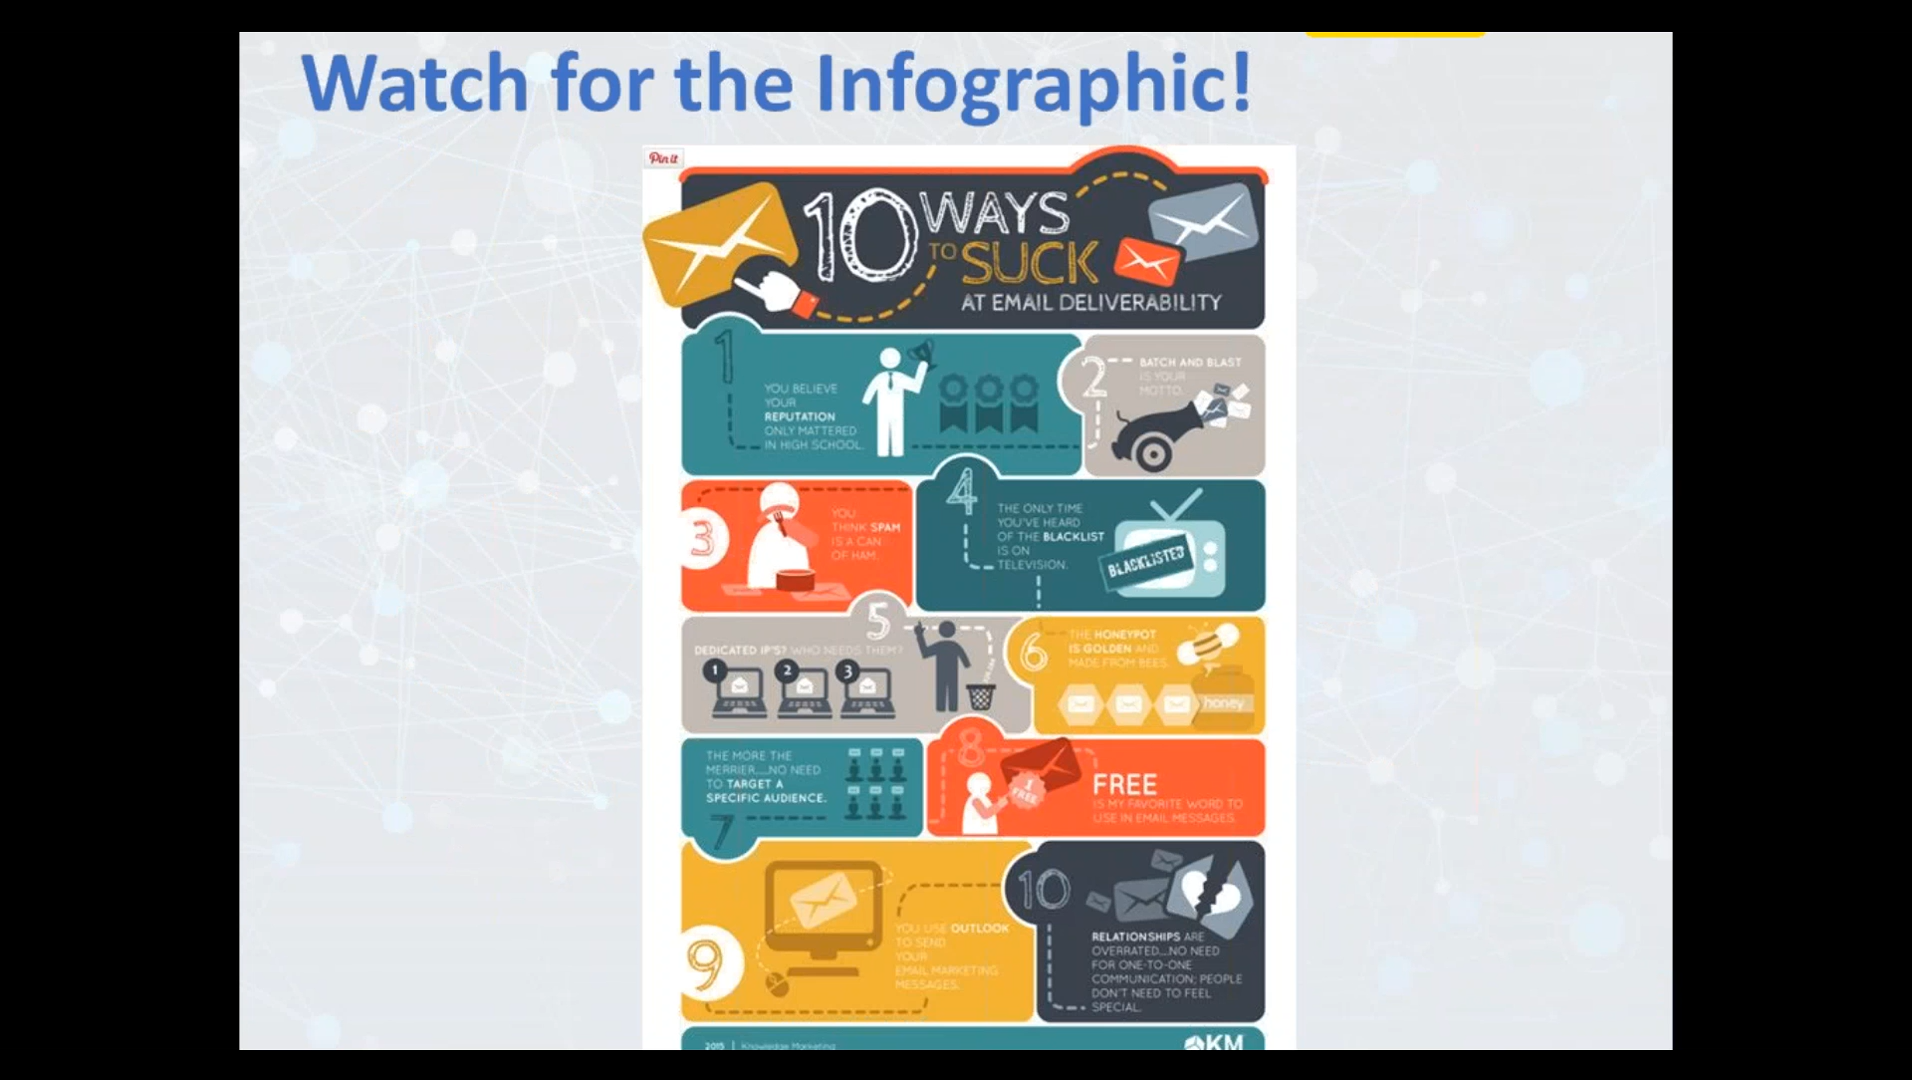 Watch for the Infographic!
Pin it
10 WAYS
TO SUCK
AT EMAIL DELIVERABILITY
1
YOU BELIEVE
YOUR
REPUTATION
ONLY MATTERED
IN HIGH SCHOOL.
2
BATCH AND BLAST
IS YOUR
MOTTO.
3
YOU
THINK SPAM
IS A CAN
OF HAM.
4
THE ONLY TIME
YOU'VE HEARD
OF THE BLACKLIST
IS ON
TELEVISION.
BLACKLISTED
5
DEDICATED IP'S? WHO NEEDS THEM?
1 2 3
6
THE HONEYPOT
IS GOLDEN AND
MADE FROM BEES.
honey
THE MORE THE
MERRIER....NO NEED
TO TARGET A
SPECIFIC AUDIENCE.
7
8
1
FREE
FREE
IS MY FAVORITE WORD TO
USE IN EMAIL MESSAGES.
9
YOU USE OUTLOOK
TO SEND
YOUR
EMAIL MARKETING
MESSAGES.
10
RELATIONSHIPS ARE
OVERRATED....NO NEED
FOR ONE-TO-ONE
COMMUNICATION; PEOPLE
DON'T NEED TO FEEL
SPECIAL.
2015 | Knowledge Marketing
KM